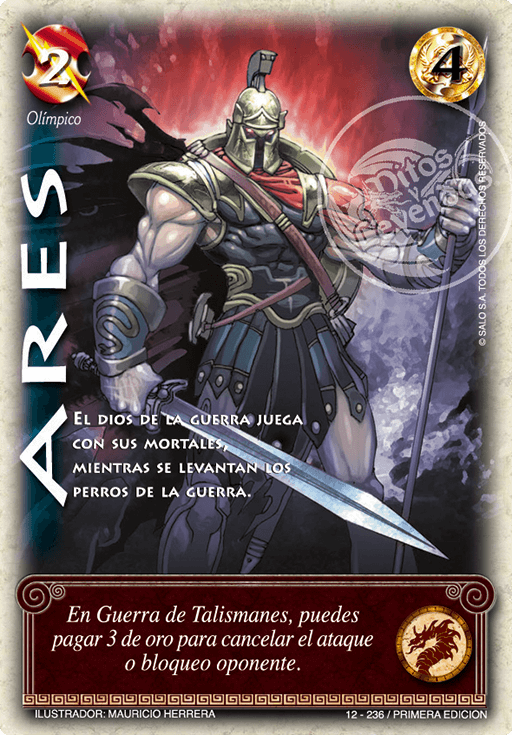 2
4
Olímpico
ARES
Mitos
y
Leyendas
© SALO S.A. TODOS LOS DERECHOS RESERVADOS
EL DIOS DE LA GUERRA JUEGA
CON SUS MORTALES,
MIENTRAS SE LEVANTAN LOS
PERROS DE LA GUERRA.
En Guerra de Talismanes, puedes
pagar 3 de oro para cancelar el ataque
o bloqueo oponente.
ILUSTRADOR: MAURICIO HERRERA
12 - 236 / PRIMERA EDICION